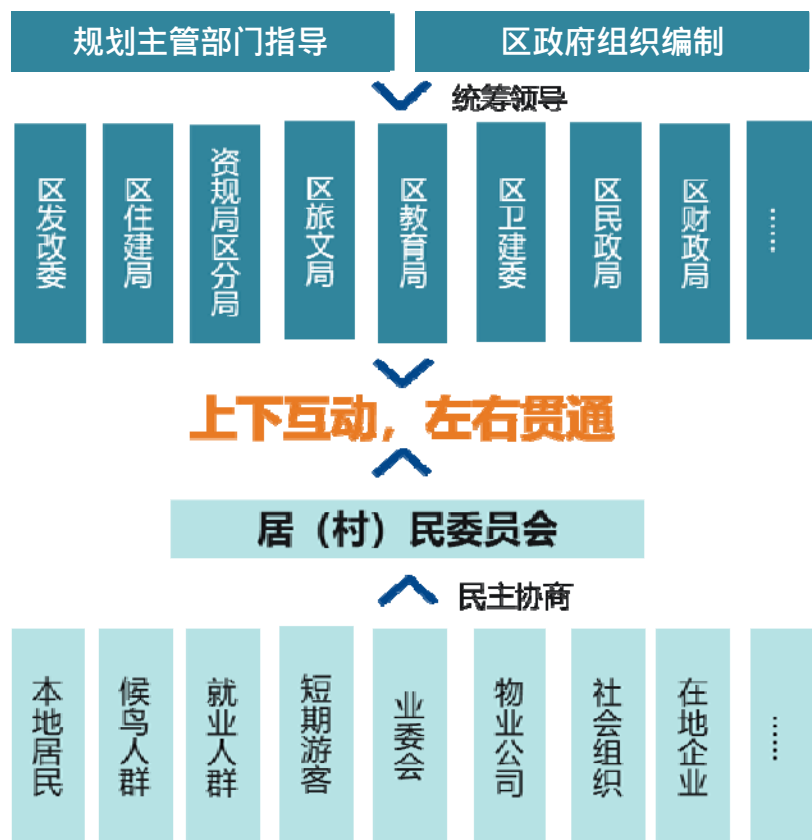 规划主管部门指导
区政府组织编制
统筹领导
区发改委
区住建局
资规局区分局
区旅文局
区教育局
区卫建委
区民政局
区财政局
……
上下互动，左右贯通
居（村）民委员会
民主协商
本地居民
候鸟人群
就业人群
短期游客
业委会
物业公司
社会组织
在地企业
……